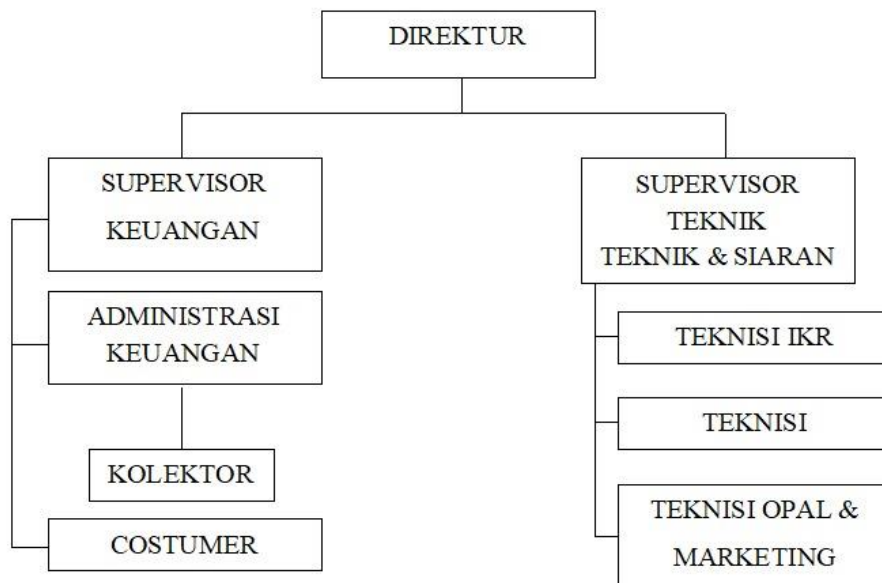 DIREKTUR
SUPERVISOR
KEUANGAN
ADMINISTRASI
KEUANGAN
KOLEKTOR
COSTUMER
SUPERVISOR
TEKNIK
TEKNIK & SIARAN
TEKNISI IKR
TEKNISI
TEKNISI OPAL &
MARKETING